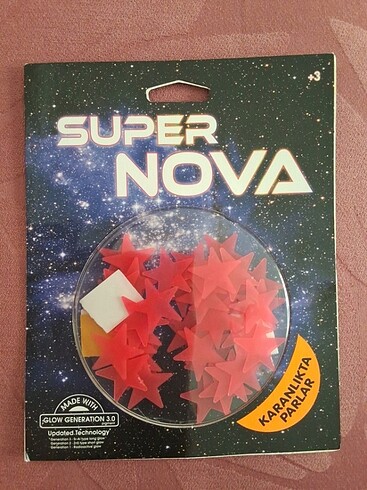 +3
SUPER
NOVA
KARANLIKTA
PARLAR
MADE WITH
GLOW GENERATION 3.0
Updated Technology